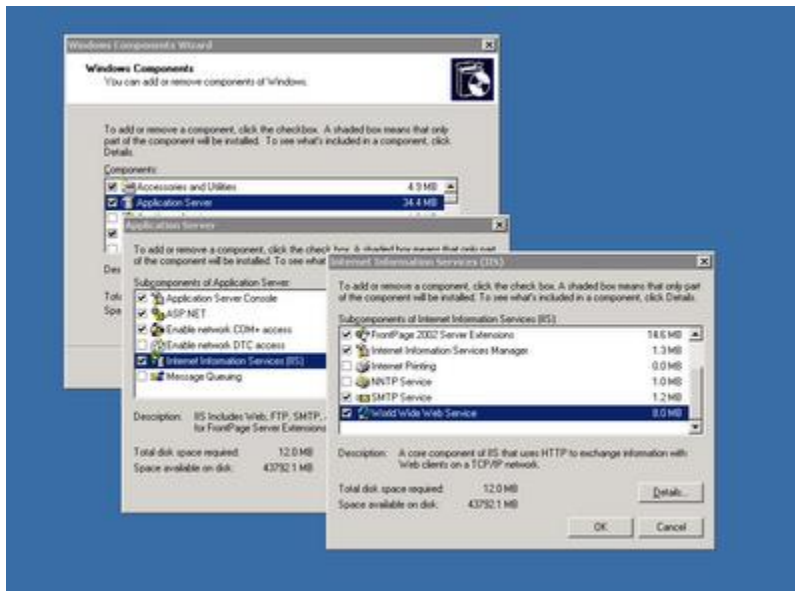 Windows Components Wizard
Windows Components
You can add or remove components of Windows.
To add or remove a component, click the checkbox. A shaded box means that only
part of the component will be installed. To see what's included in a component, click
Details.
Components:
Accessories and Utilities 4.9 MB
Application Server 34.4 MB
Application Server
To add or remove a component, click the check box. A shaded box means that only part
of the component will be installed. To see what
Subcomponents of Application Server:
Application Server Console
ASP.NET
Enable network COM+ access
Enable network DTC access
Internet Information Services (IIS)
Message Queuing
Description: IIS Includes Web, FTP, SMTP,
for FrontPage Server Extensions
Total disk space required: 12.0 MB
Space available on disk: 43792.1 MB
Internet Information Services (IIS)
To add or remove a component, click the check box. A shaded box means that only part
of the component will be installed. To see what's included in a component, click Details.
Subcomponents of Internet Information Services (IIS):
FrontPage 2002 Server Extensions 14.6 MB
Internet Information Services Manager 1.3 MB
Internet Printing 0.0 MB
NNTP Service 1.0 MB
SMTP Service 1.2 MB
World Wide Web Service 8.0 MB
Description: A core component of IIS that uses HTTP to exchange information with
Web clients on a TCP/IP network.
Total disk space required: 12.0 MB
Space available on disk: 43792.1 MB
Details...
OK
Cancel